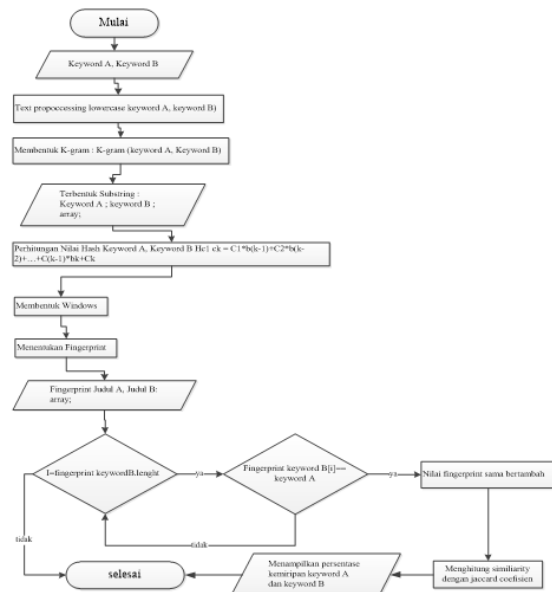 Mulai
Keyword A, Keyword B
Text propoccessing lowercase keyword A, keyword B)
Membentuk K-gram : K-gram (keyword A, Keyword B)
Terbentuk Substring :
Keyword A ; keyword B ;
array;
Perhitungan Nilai Hash Keyword A, Keyword B Hc1 ck = C1*b(k-1)+C2*b(k-
2)+…+C(k-1)*bk+Ck
Membentuk Windows
Menentukan Fingerprint
Fingerprint Judul A, Judul B:
array;
I=fingerprint keywordB.lenght
ya
Fingerprint keyword B[i]==
keyword A
ya
Nilai fingerprint sama bertambah
tidak
tidak
Menghitung similiarity
dengan jaccard coefisien
Menampilkan persentase
kemiripan keyword A
dan keyword B
selesai